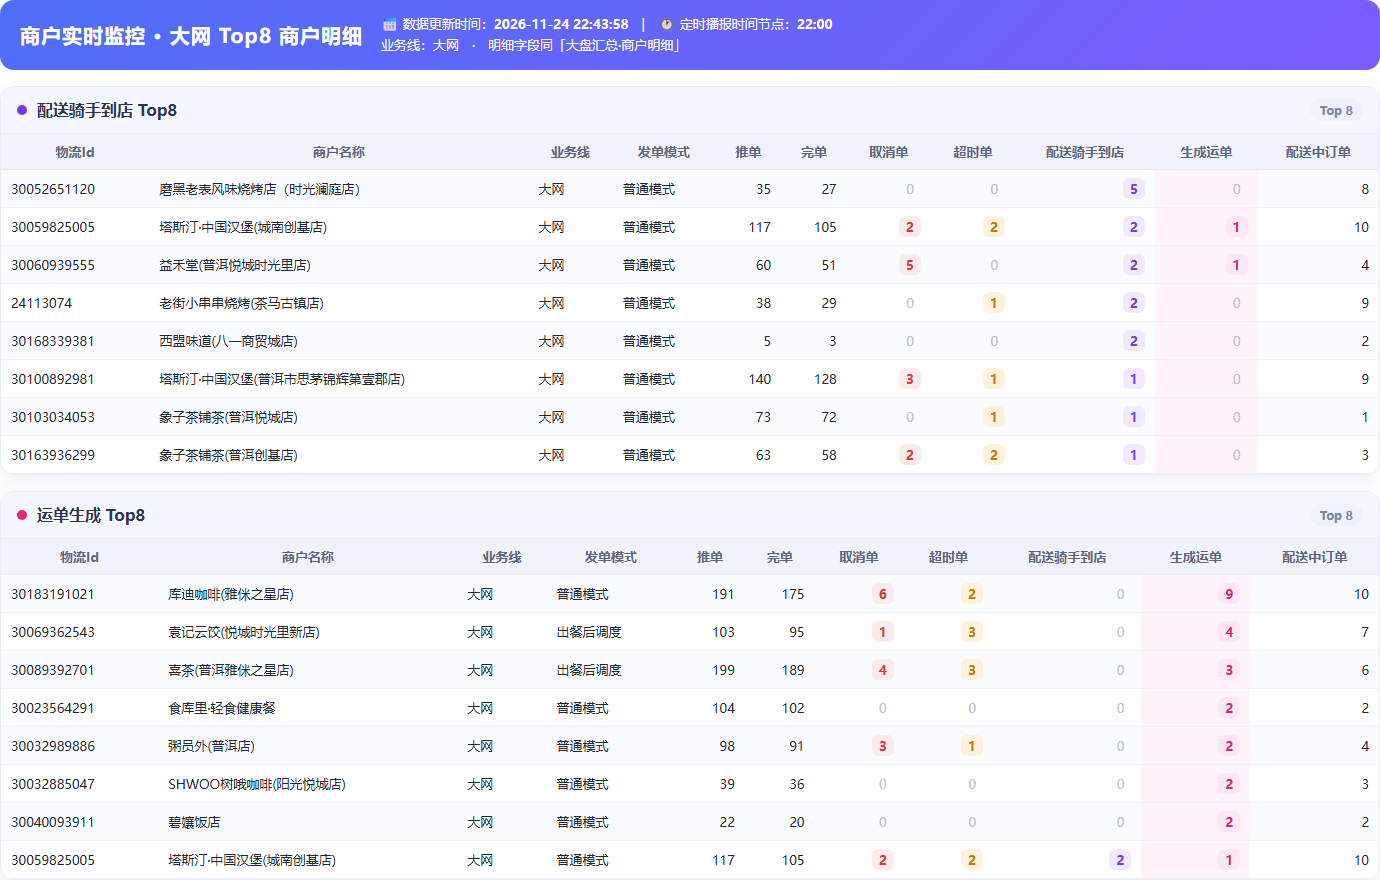 商户实时监控 • 大网 Top8 商户明细
数据更新时间：2026-11-24 22:43:58 | 定时播报时间节点：22:00
业务线：大网 · 明细字段同「大盘汇总·商户明细」
配送骑手到店 Top8 Top 8
物流Id 商户名称 业务线 发单模式 推单 完单 取消单 超时单 配送骑手到店 生成运单 配送中订单
30052651120 磨黑老表风味烧烤店（时光澜庭店） 大网 普通模式 35 27 0 0 5 0 8
30059825005 塔斯汀·中国汉堡(城南创基店) 大网 普通模式 117 105 2 2 2 1 10
30060939555 益禾堂(普洱悦城时光里店) 大网 普通模式 60 51 5 0 2 1 4
24113074 老街小串串烧烤(茶马古镇店) 大网 普通模式 38 29 0 1 2 0 9
30168339381 西盟味道(八一商贸城店) 大网 普通模式 5 3 0 0 2 0 2
30100892981 塔斯汀·中国汉堡(普洱市思茅锦辉第壹郡店) 大网 普通模式 140 128 3 1 1 0 9
30103034053 象子茶铺茶(普洱悦城店) 大网 普通模式 73 72 0 1 1 0 1
30163936299 象子茶铺茶(普洱创基店) 大网 普通模式 63 58 2 2 1 0 3
运单生成 Top8 Top 8
物流Id 商户名称 业务线 发单模式 推单 完单 取消单 超时单 配送骑手到店 生成运单 配送中订单
30183191021 库迪咖啡(雅侎之星店) 大网 普通模式 191 175 6 2 0 9 10
30069362543 袁记云饺(悦城时光里新店) 大网 出餐后调度 103 95 1 3 0 4 7
30089392701 喜茶(普洱雅侎之星店) 大网 出餐后调度 199 189 4 3 0 3 6
30023564291 食库里·轻食健康餐 大网 普通模式 104 102 0 0 0 2 2
30032989886 粥员外(普洱店) 大网 普通模式 98 91 3 1 0 2 4
30032885047 SHWOO树哦咖啡(阳光悦城店) 大网 普通模式 39 36 0 0 0 2 3
30040093911 碧孃饭店 大网 普通模式 22 20 0 0 0 2 2
30059825005 塔斯汀·中国汉堡(城南创基店) 大网 普通模式 117 105 2 2 2 1 10